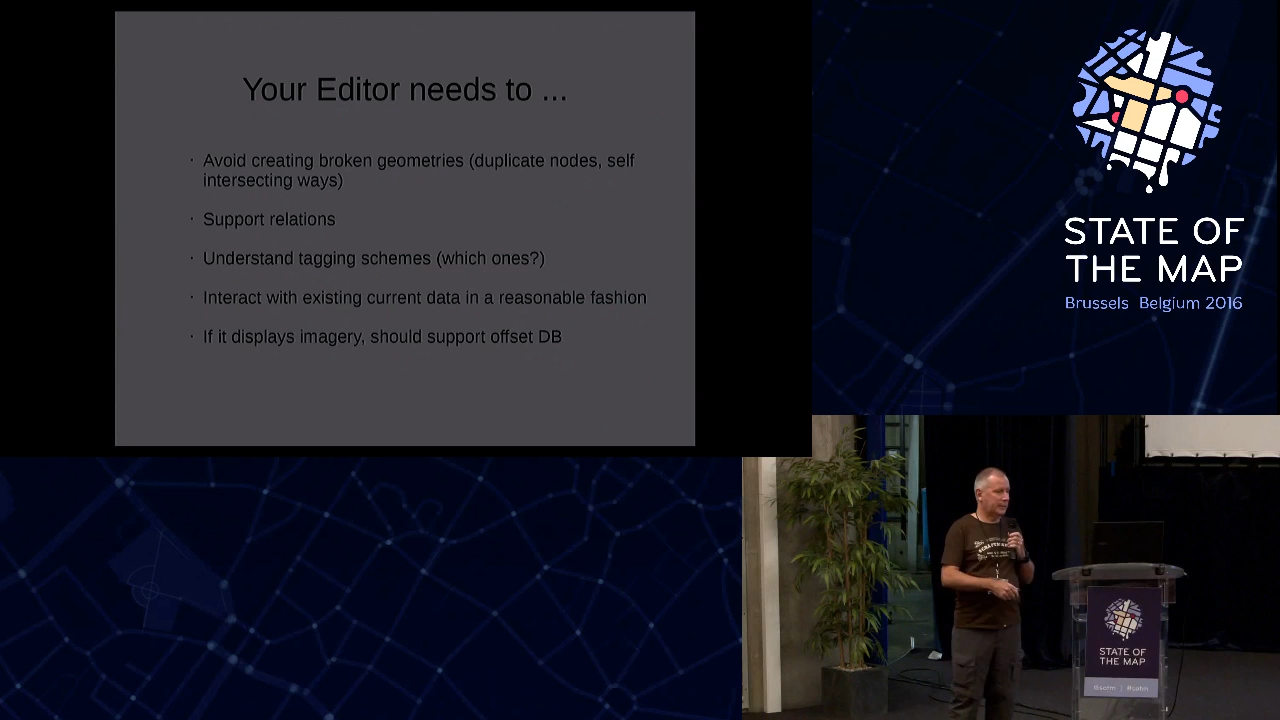 Your Editor needs to ...
· Avoid creating broken geometries (duplicate nodes, self
intersecting ways)
· Support relations
· Understand tagging schemes (which ones?)
· Interact with existing current data in a reasonable fashion
· If it displays imagery, should support offset DB
STATE OF
THE MAP
Brussels Belgium 2016
STATE OF
THE MAP